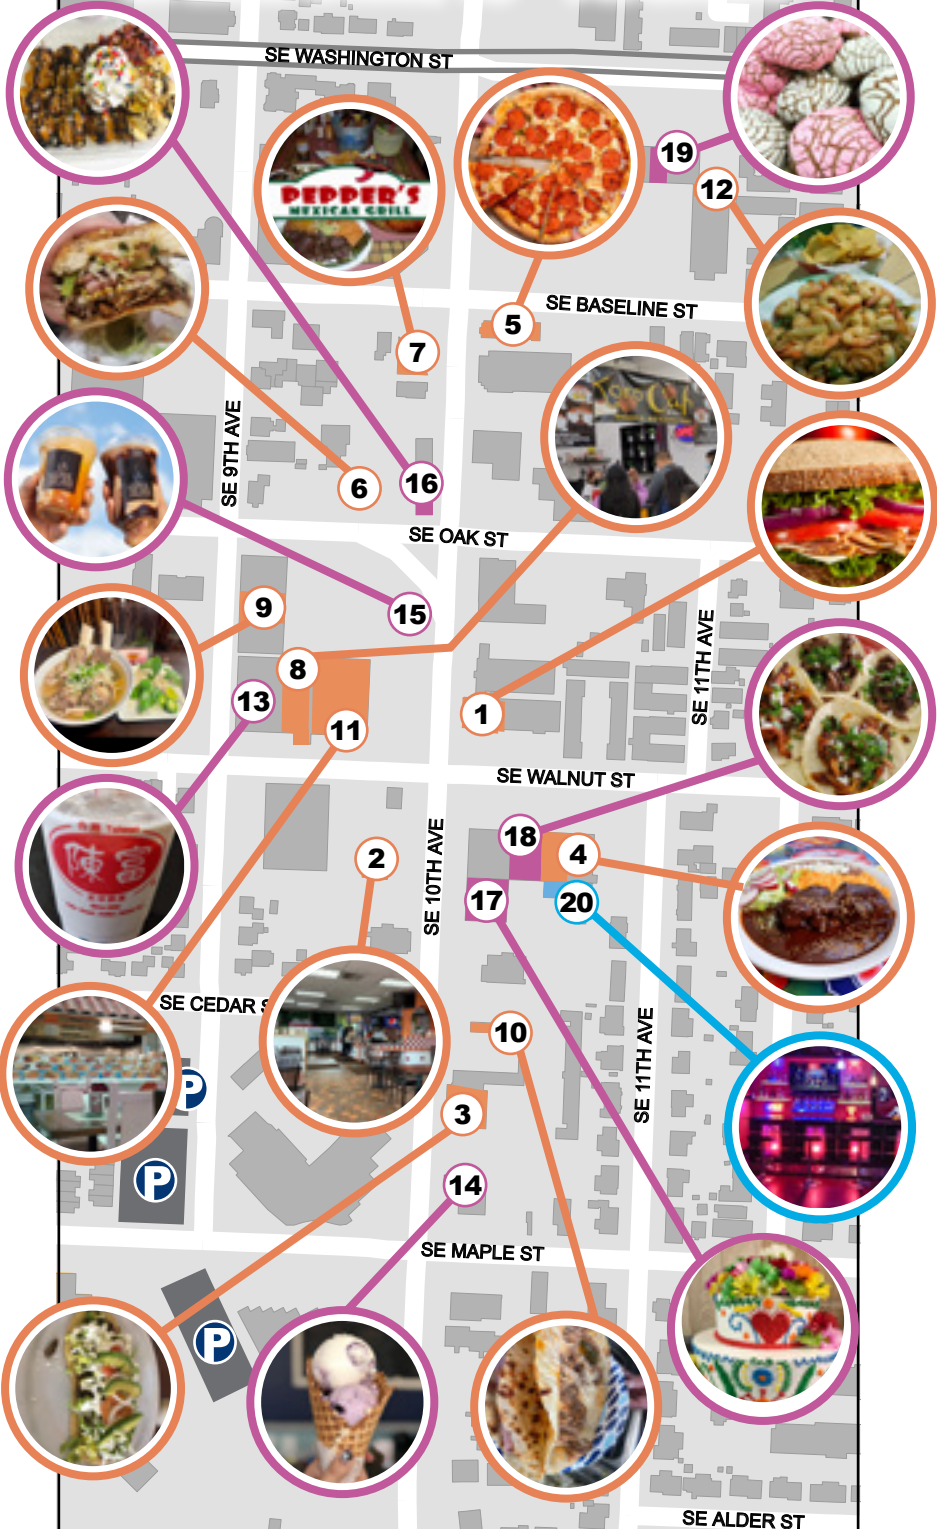 SE WASHINGTON ST
PEPPER'S
MEXICAN GRILL
19
12
SE BASELINE ST
5
7
SE 9TH AVE
6
16
SE OAK ST
9
15
8
SE 11TH AVE
13
1
11
SE WALNUT ST
陳富
18
4
2
SE 10TH AVE
17
20
SE CEDAR S
10
SE 11TH AVE
P
3
P
14
SE MAPLE ST
P
SE ALDER ST